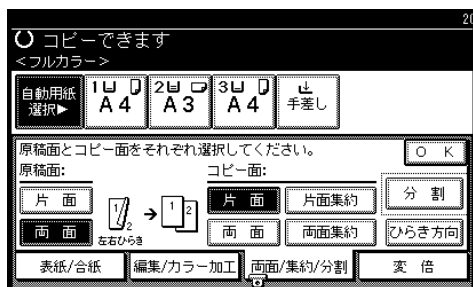 20
コピーできます
<フルカラー>
自動用紙
選択▶
1 A4
2 A3
3 A4
手差し
原稿面とコピー面をそれぞれ選択してください。
O K
原稿面:
コピー面:
片 面
1 2
1 2
片 面
片面集約
分 割
両 面
左右ひらき
両 面
両面集約
ひらき方向
表紙/合紙
編集/カラー加工
両面/集約/分割
変 倍